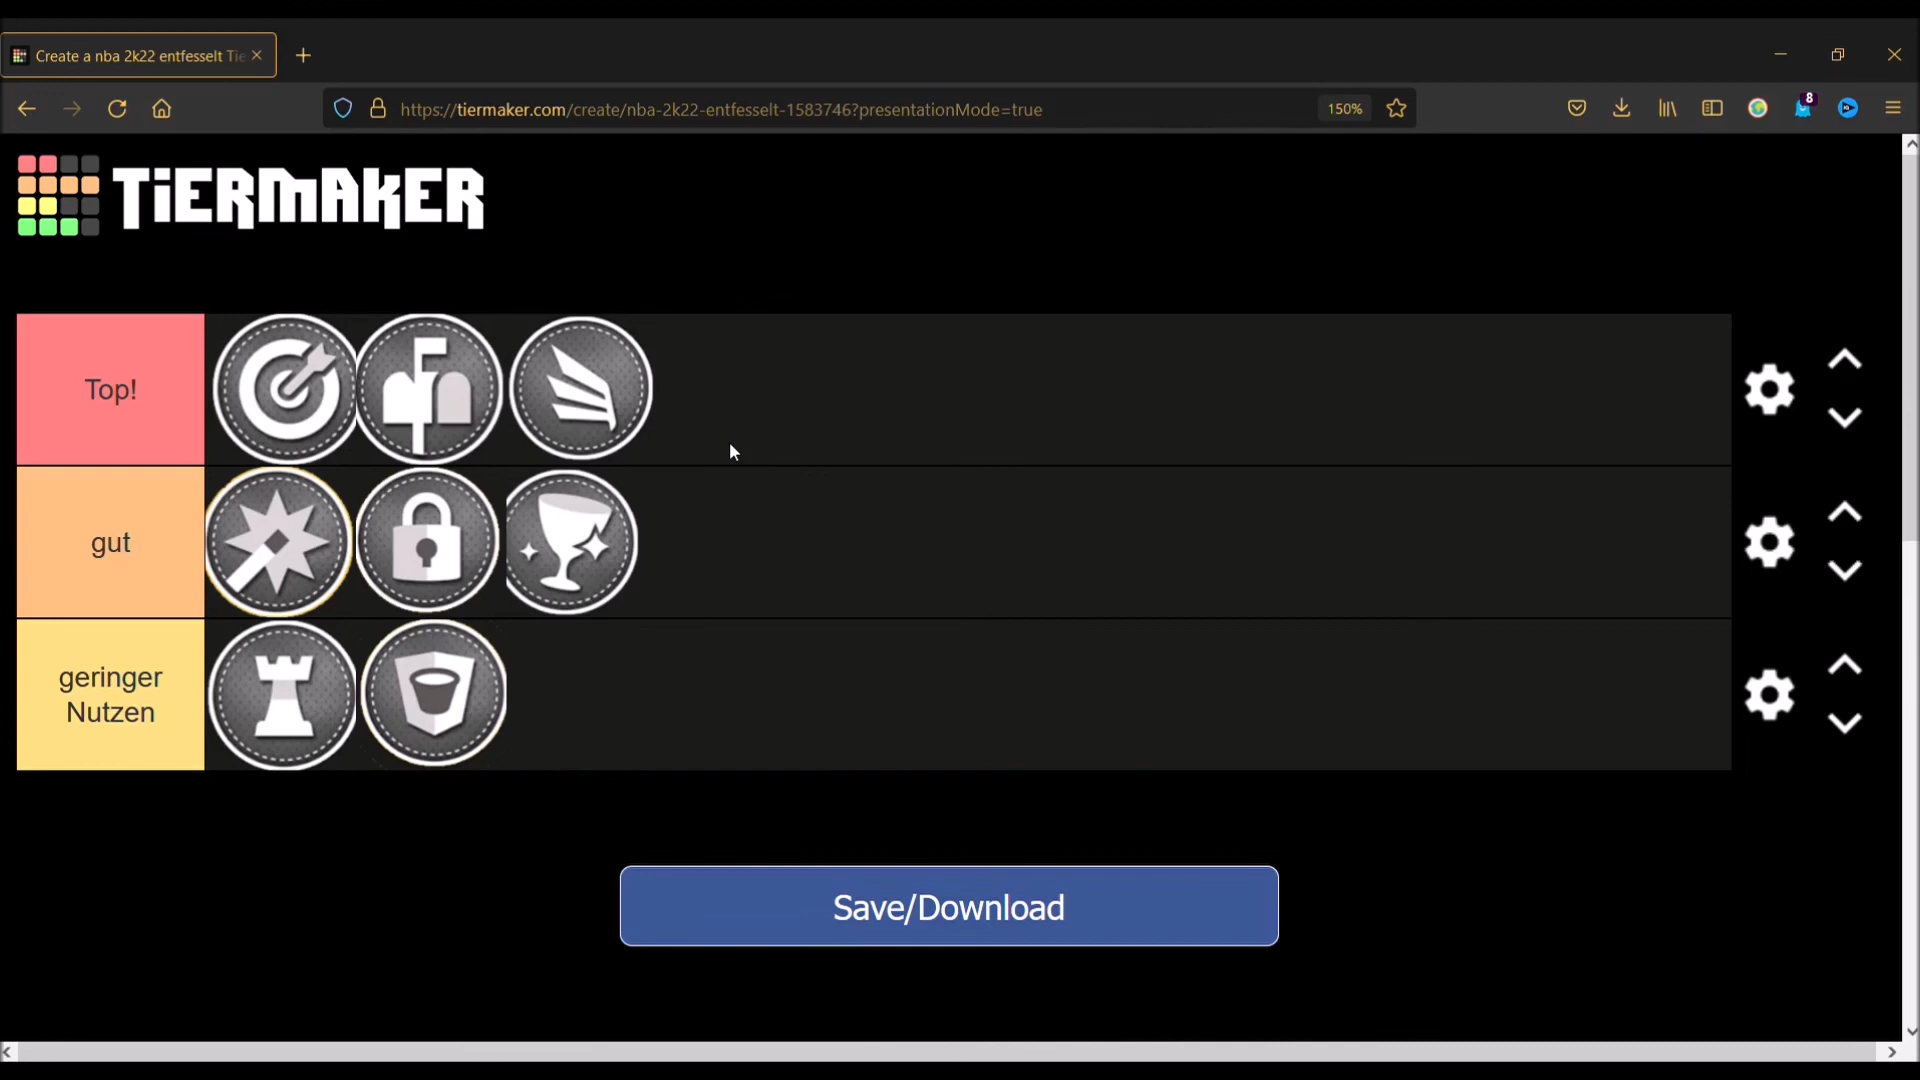 Create a nba 2k22 entfesselt Tie
https://tiermaker.com/create/nba-2k22-entfesselt-1583746?presentationMode=true
150%
8
TiERMAKER
Top!
gut
geringer
Nutzen
Save/Download